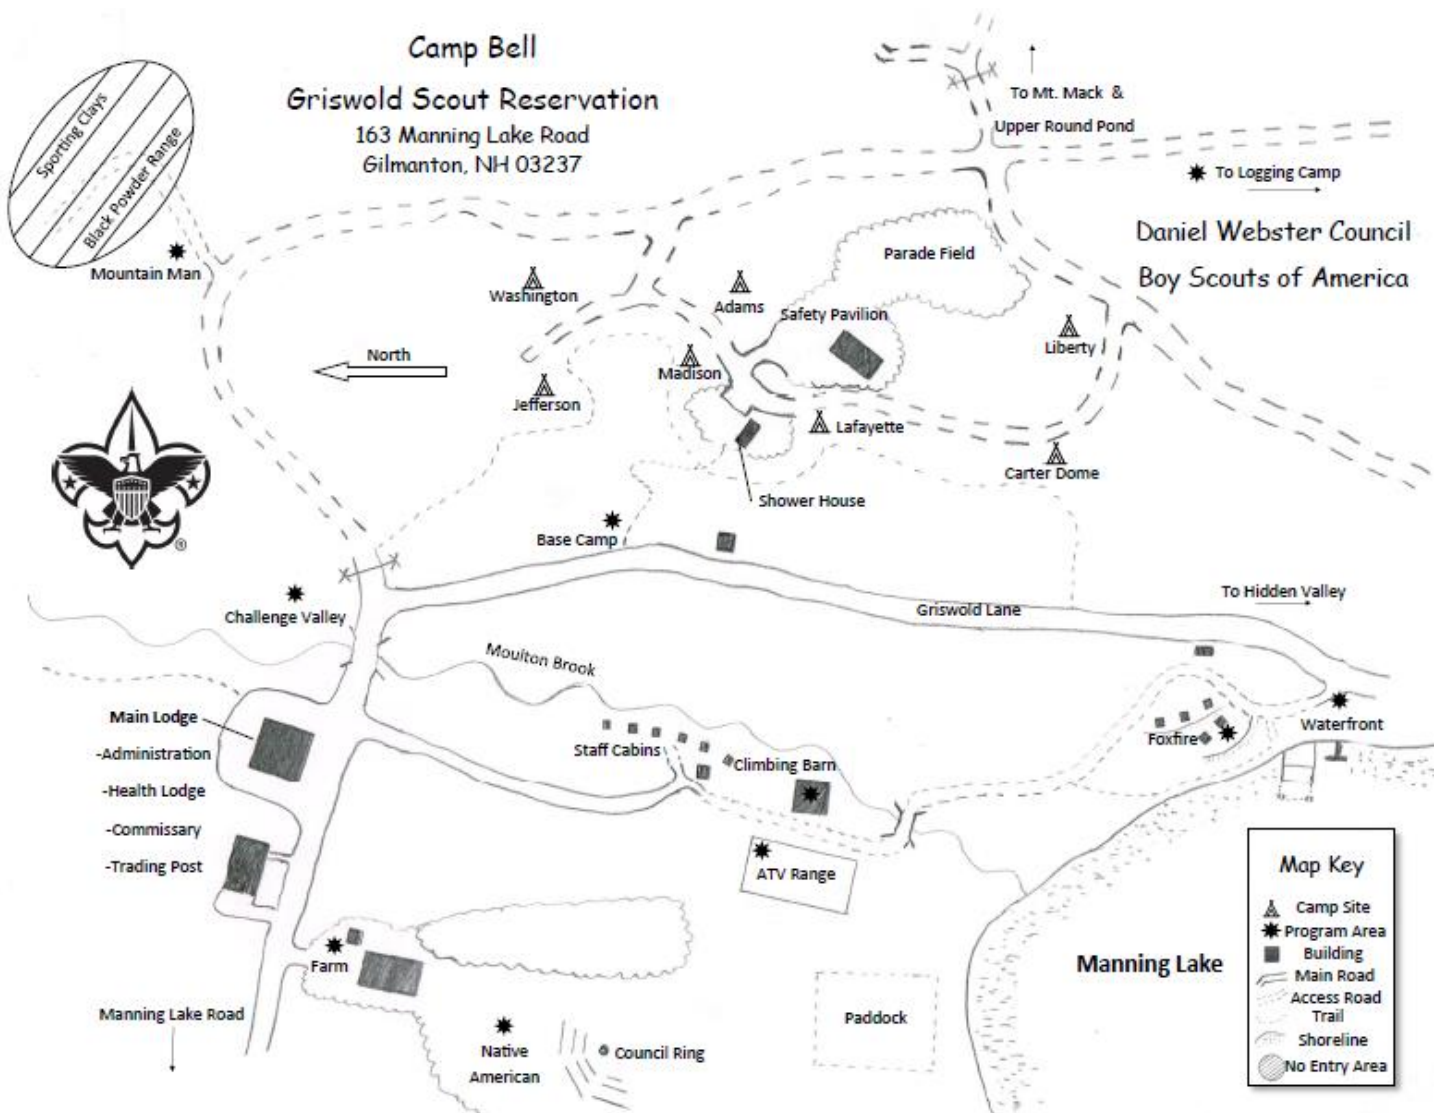 Camp Bell
Griswold Scout Reservation
163 Manning Lake Road
Gilmanton, NH 03237
To Mt. Mack &
Upper Round Pond
To Logging Camp
Daniel Webster Council
Boy Scouts of America
Sporting Clays
Black Powder Range
Mountain Man
Parade Field
Washington
Adams
Safety Pavilion
Liberty
North
Madison
Jefferson
Lafayette
Carter Dome
Shower House
®
Base Camp
Challenge Valley
Griswold Lane
To Hidden Valley
Moulton Brook
Main Lodge
-Administration
-Health Lodge
-Commissary
-Trading Post
Staff Cabins
Climbing Barn
Foxfire
Waterfront
ATV Range
Farm
Manning Lake
Manning Lake Road
Paddock
Native
American
Council Ring
Map Key
Camp Site
Program Area
Building
Main Road
Access Road
Trail
Shoreline
No Entry Area